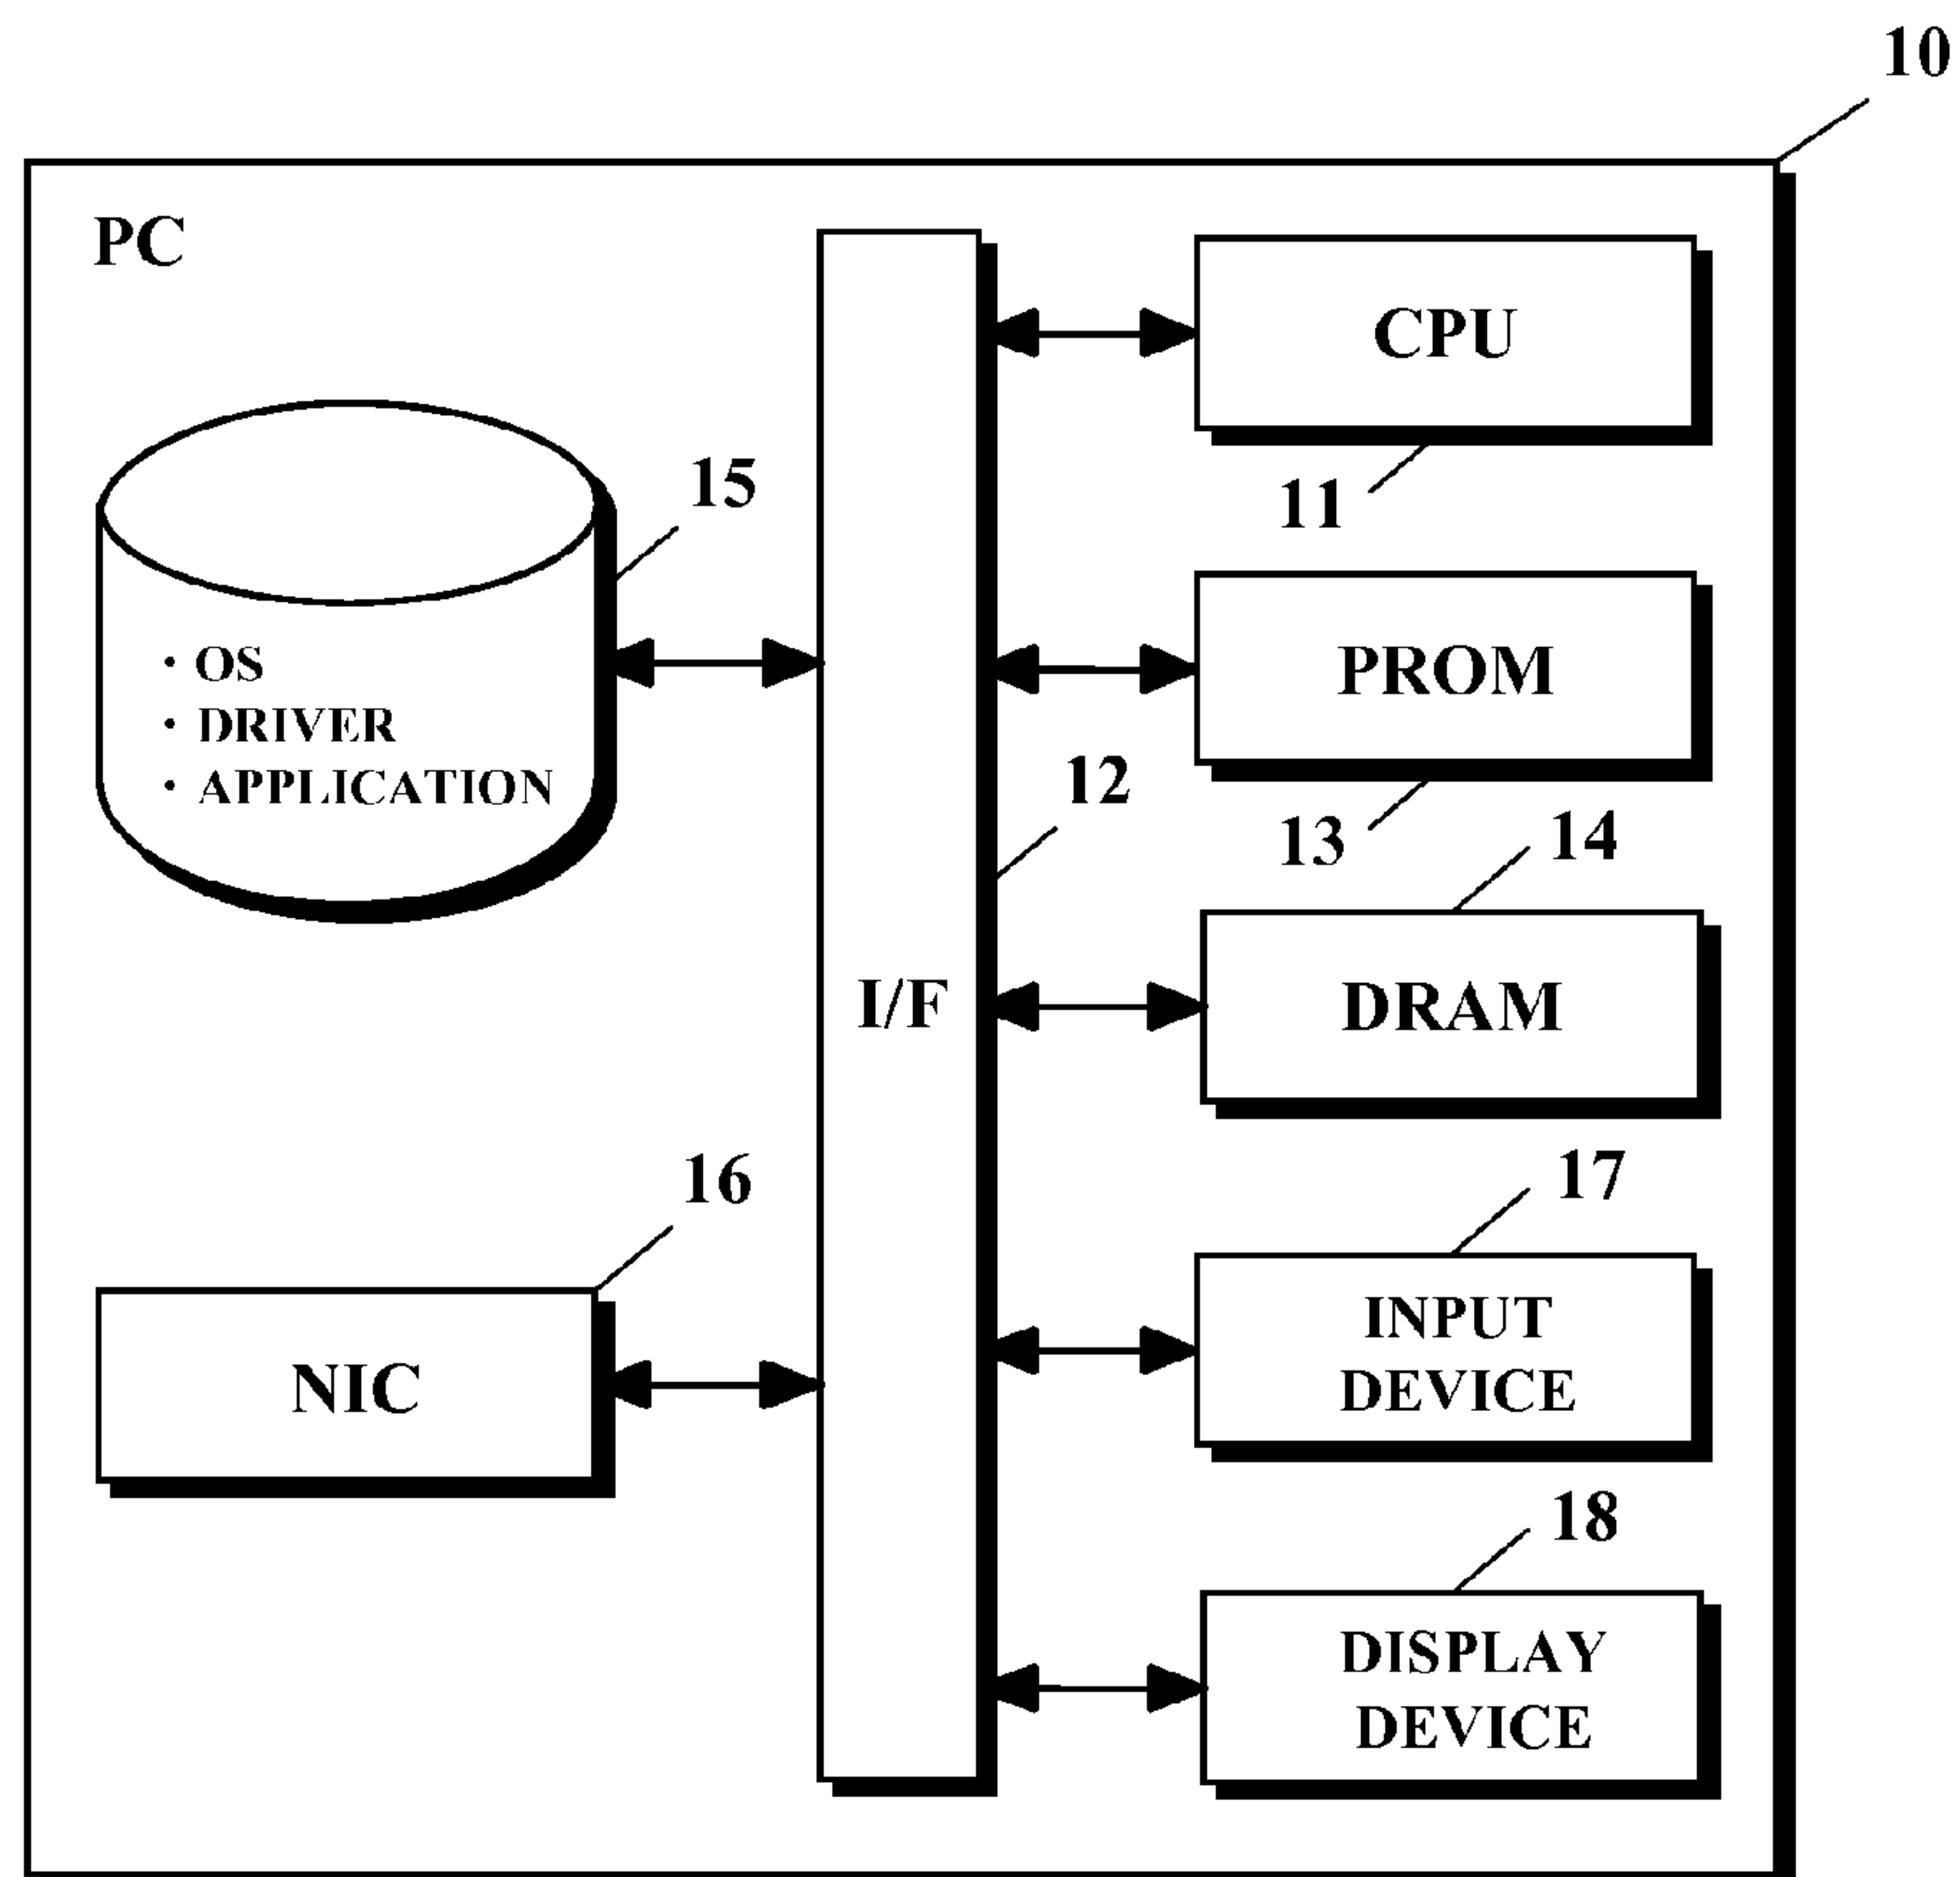 10
PC
CPU
11
15
· OS
· DRIVER
· APPLICATION
PROM
13
12
14
I/F
DRAM
16
NIC
17
INPUT
DEVICE
18
DISPLAY
DEVICE